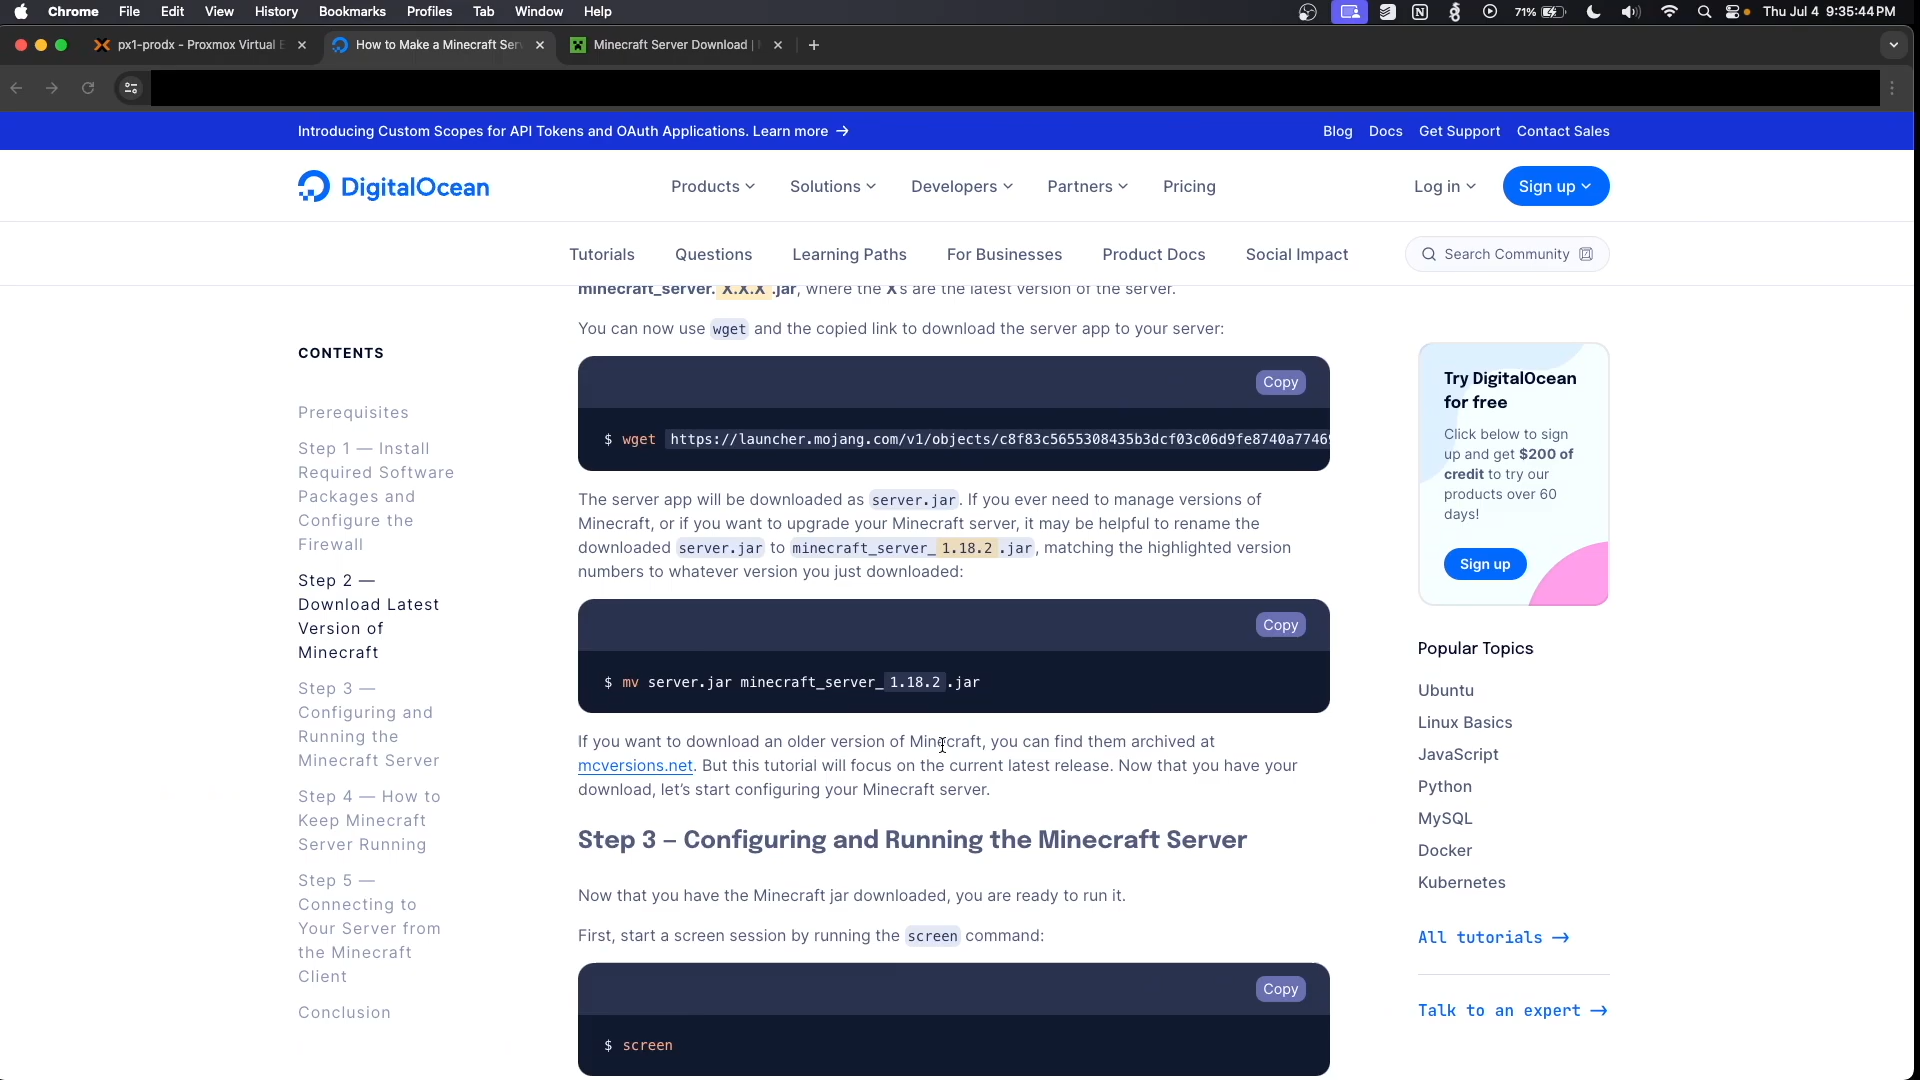 Chrome File Edit View History Bookmarks Profiles Tab Window Help 71% Thu Jul 4 9:35:44 PM
px1-prodx - Proxmox Virtual How to Make a Minecraft Ser Minecraft Server Download |
Introducing Custom Scopes for API Tokens and OAuth Applications. Learn more → Blog Docs Get Support Contact Sales
DigitalOcean Products Solutions Developers Partners Pricing Log in Sign up
Tutorials Questions Learning Paths For Businesses Product Docs Social Impact Search Community
minecraft_server.X.X.X.jar, where the X's are the latest version of the server.
You can now use wget and the copied link to download the server app to your server:
Copy
$ wget https://launcher.mojang.com/v1/objects/c8f83c5655308435b3dcf03c06d9fe8740a7746
The server app will be downloaded as server.jar. If you ever need to manage versions of
Minecraft, or if you want to upgrade your Minecraft server, it may be helpful to rename the
downloaded server.jar to minecraft_server_1.18.2.jar, matching the highlighted version
numbers to whatever version you just downloaded:
Copy
$ mv server.jar minecraft_server_1.18.2.jar
If you want to download an older version of Minecraft, you can find them archived at
mcversions.net. But this tutorial will focus on the current latest release. Now that you have your
download, let's start configuring your Minecraft server.
Step 3 – Configuring and Running the Minecraft Server
Now that you have the Minecraft jar downloaded, you are ready to run it.
First, start a screen session by running the screen command:
Copy
$ screen
CONTENTS
Prerequisites
Step 1 — Install
Required Software
Packages and
Configure the
Firewall
Step 2 —
Download Latest
Version of
Minecraft
Step 3 —
Configuring and
Running the
Minecraft Server
Step 4 — How to
Keep Minecraft
Server Running
Step 5 —
Connecting to
Your Server from
the Minecraft
Client
Conclusion
Try DigitalOcean
for free
Click below to sign
up and get $200 of
credit to try our
products over 60
days!
Sign up
Popular Topics
Ubuntu
Linux Basics
JavaScript
Python
MySQL
Docker
Kubernetes
All tutorials →
Talk to an expert →